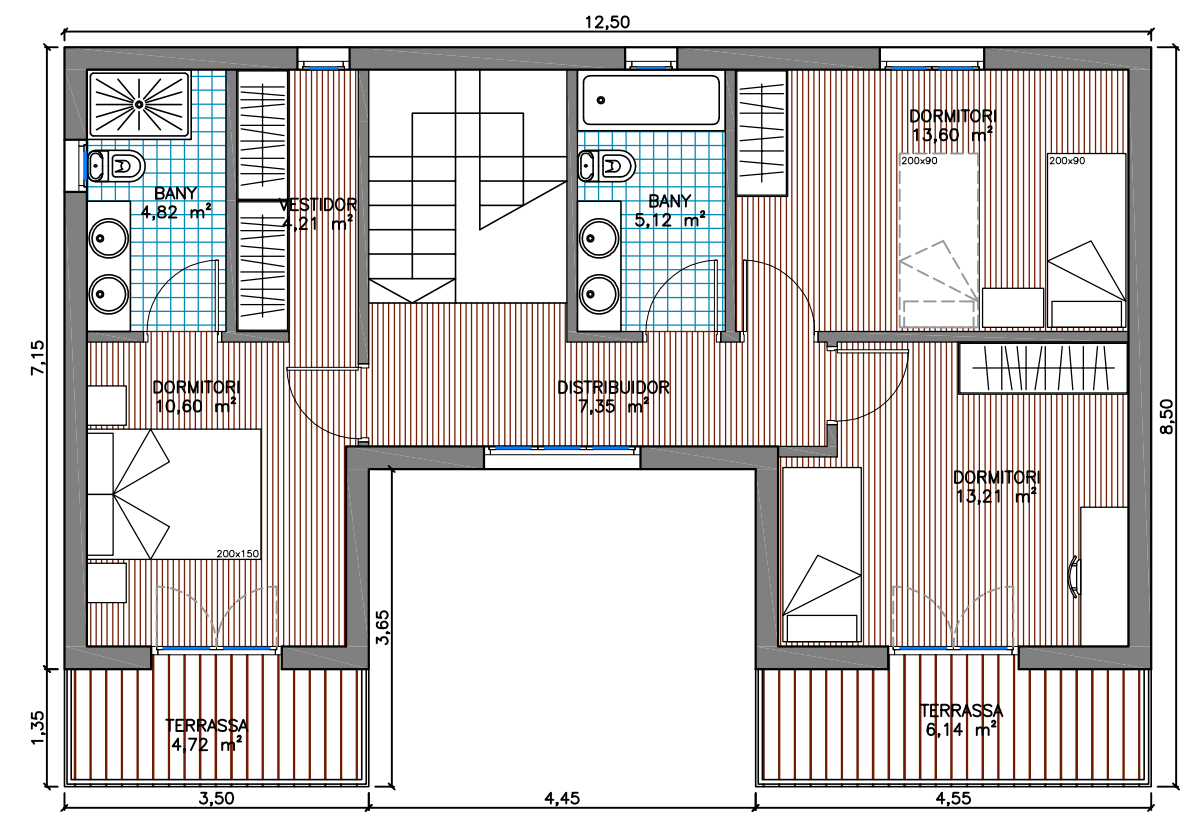 12,50
DORMITORI
13,60 m²
200x90
200x90
BANY
4,82 m²
VESTIDOR
4,21 m²
BANY
5,12 m²
7,15
DORMITORI
10,60 m²
DISTRIBUIDOR
7,35 m²
8,50
DORMITORI
13,21 m²
200x150
3,65
1,35
TERRASSA
4,72 m²
TERRASSA
6,14 m²
3,50
4,45
4,55